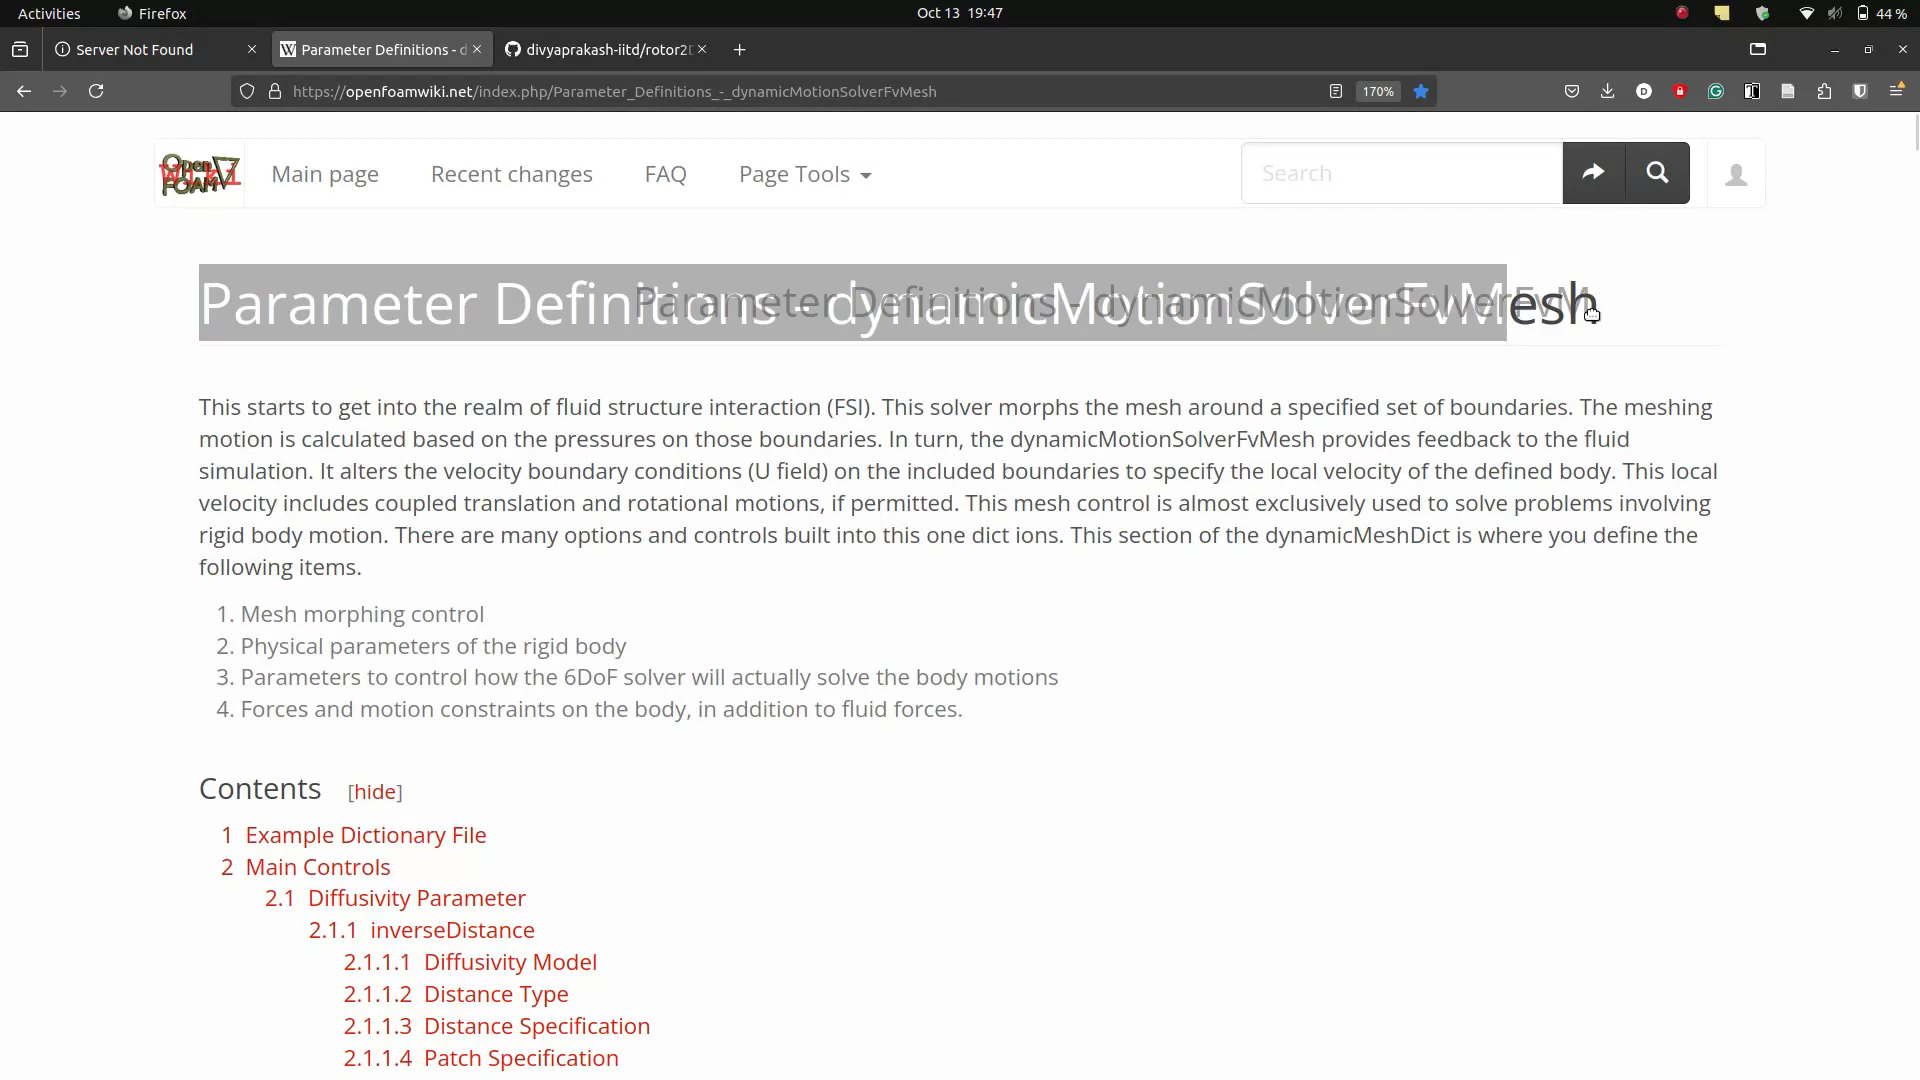 Activities Firefox Oct 13 19:47 44 %
Server Not Found Parameter Definitions - d divyaprakash-iitd/rotor2D
https://openfoamwiki.net/index.php/Parameter_Definitions_-_dynamicMotionSolverFvMesh 170%
Open FOAM Wiki Main page Recent changes FAQ Page Tools Search
Parameter Definitions - dynamicMotionSolverFvMesh
Parameter Definitions - dynamicMotionSolverFvM
This starts to get into the realm of fluid structure interaction (FSI). This solver morphs the mesh around a specified set of boundaries. The meshing
motion is calculated based on the pressures on those boundaries. In turn, the dynamicMotionSolverFvMesh provides feedback to the fluid
simulation. It alters the velocity boundary conditions (U field) on the included boundaries to specify the local velocity of the defined body. This local
velocity includes coupled translation and rotational motions, if permitted. This mesh control is almost exclusively used to solve problems involving
rigid body motion. There are many options and controls built into this one dict ions. This section of the dynamicMeshDict is where you define the
following items.
1. Mesh morphing control
2. Physical parameters of the rigid body
3. Parameters to control how the 6DoF solver will actually solve the body motions
4. Forces and motion constraints on the body, in addition to fluid forces.
Contents [hide]
1 Example Dictionary File
2 Main Controls
2.1 Diffusivity Parameter
2.1.1 inverseDistance
2.1.1.1 Diffusivity Model
2.1.1.2 Distance Type
2.1.1.3 Distance Specification
2.1.1.4 Patch Specification